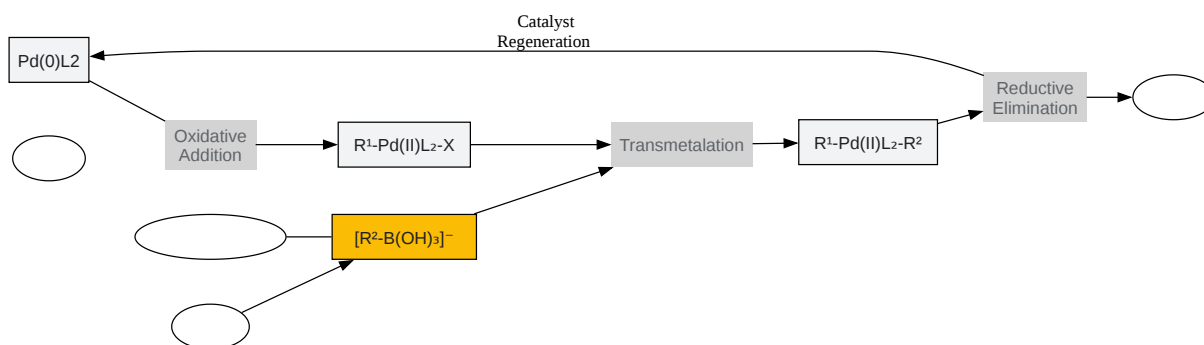 Catalyst
Regeneration
Pd(0)L2
Reductive
Elimination
Oxidative
Addition
R¹-Pd(II)L₂-X
Transmetalation
R¹-Pd(II)L₂-R²
[R²-B(OH)₃]⁻